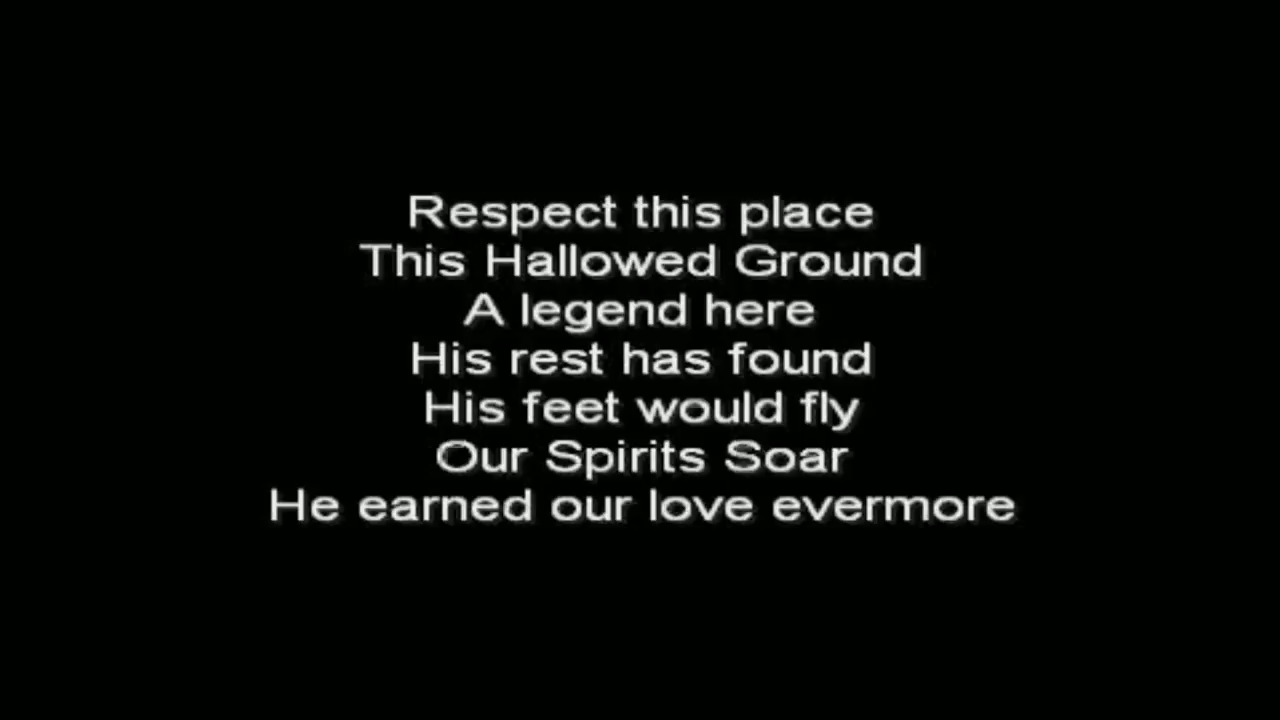 Respect this place
This Hallowed Ground
A legend here
His rest has found
His feet would fly
Our Spirits Soar
He earned our love evermore